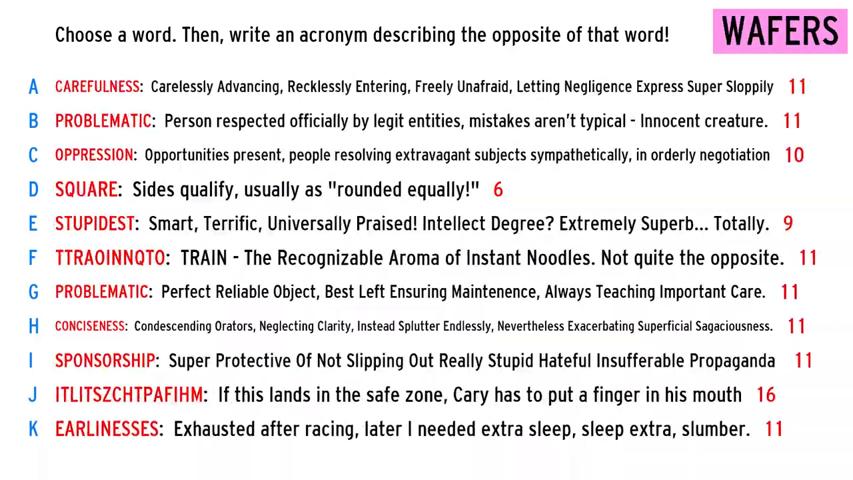 Choose a word. Then, write an acronym describing the opposite of that word!
WAFERS
A CAREFULNESS: Carelessly Advancing, Recklessly Entering, Freely Unafraid, Letting Negligence Express Super Sloppily 11
B PROBLEMATIC: Person respected officially by legit entities, mistakes aren't typical - Innocent creature. 11
C OPPRESSION: Opportunities present, people resolving extravagant subjects sympathetically, in orderly negotiation 10
D SQUARE: Sides qualify, usually as "rounded equally!" 6
E STUPIDEST: Smart, Terrific, Universally Praised! Intellect Degree? Extremely Superb... Totally. 9
F TTRAOINNQTO: TRAIN - The Recognizable Aroma of Instant Noodles. Not quite the opposite. 11
G PROBLEMATIC: Perfect Reliable Object, Best Left Ensuring Maintenence, Always Teaching Important Care. 11
H CONCISENESS: Condescending Orators, Neglecting Clarity, Instead Splutter Endlessly, Nevertheless Exacerbating Superficial Sagaciousness. 11
I SPONSORSHIP: Super Protective Of Not Slipping Out Really Stupid Hateful Insufferable Propaganda 11
J ITLITSZCHTPAFIHM: If this lands in the safe zone, Cary has to put a finger in his mouth 16
K EARLINESSES: Exhausted after racing, later I needed extra sleep, sleep extra, slumber. 11